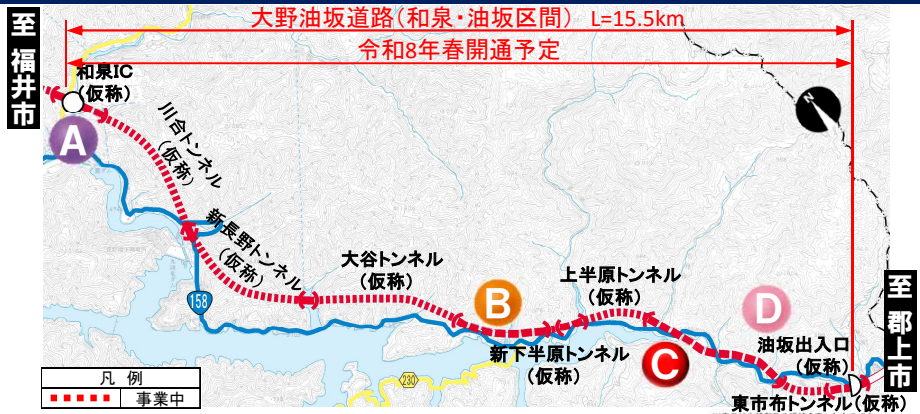 大野油坂道路(和泉・油坂区間) L=15.5km
令和8年春開通予定
至 福井市
和泉IC
(仮称)
A
川合トンネル
(仮称)
新長野トンネル
(仮称)
158
大谷トンネル
(仮称)
B
上半原トンネル
(仮称)
新下半原トンネル
(仮称)
C
D
油坂出入口
(仮称)
至 郡上市
東市布トンネル(仮称)
230
N
凡 例
事業中